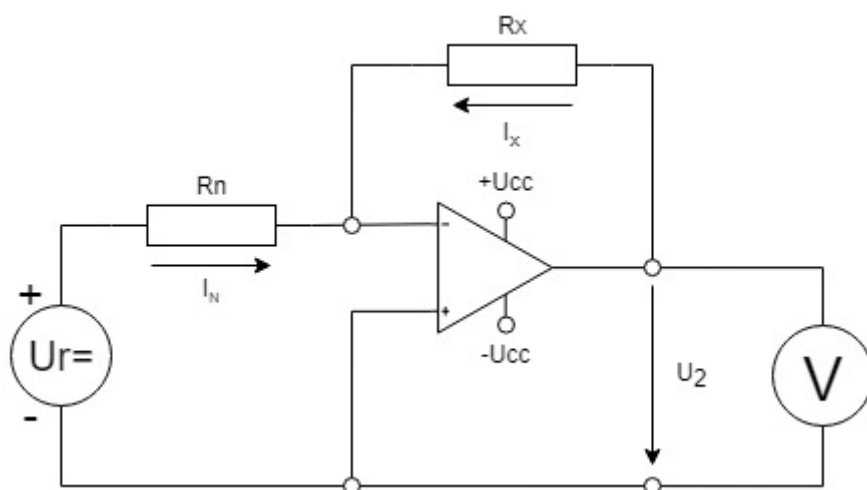 Rx
Ix
Rn
+Ucc
-
IN
+
+
Ur=
-Ucc
U2
V
-